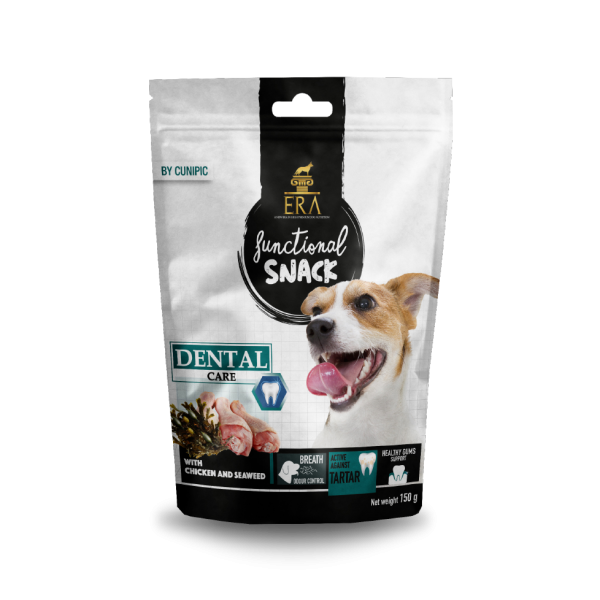 BY CUNIPIC
ERA
functional
SNACK
DENTAL
CARE
WITH
CHICKEN AND SEAWEED
BREATH
ODOUR CONTROL
ACTIVE
AGAINST
TARTAR
HEALTHY GUMS
SUPPORT
Net weight 150 g